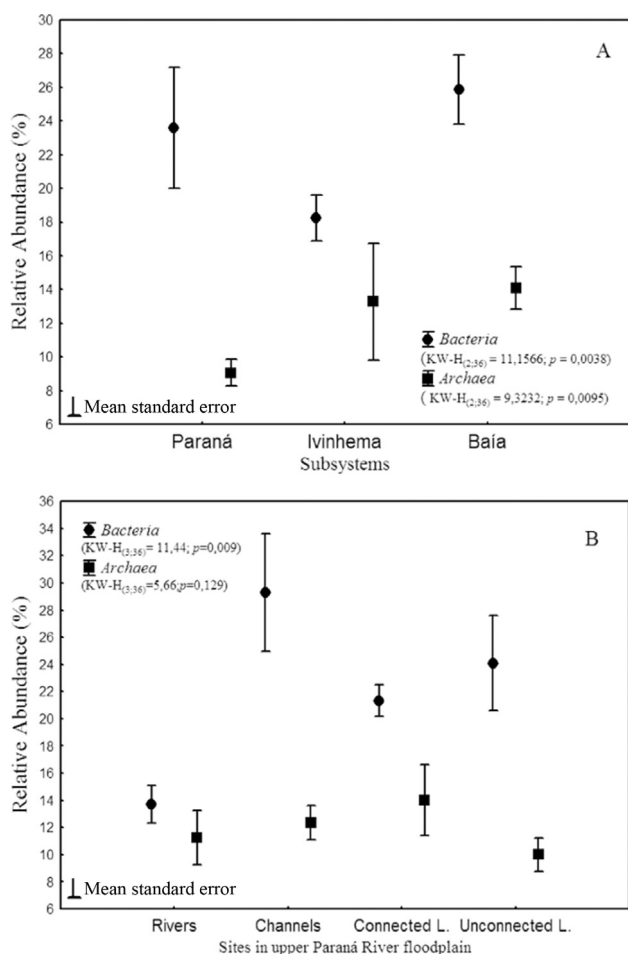 A
Relative Abundance (%)
30
28
26
24
22
20
18
16
14
12
10
8
6
Bacteria
(KW-H(2;36) = 11,1566; p = 0,0038)
Archaea
( KW-H(2;36) = 9,3232; p = 0,0095)
Mean standard error
Paraná Ivinhema Baía
Subsystems
B
Relative Abundance (%)
36
34
32
30
28
26
24
22
20
18
16
14
12
10
8
6
Bacteria
(KW-H(3;36)= 11,44; p=0,009)
Archaea
(KW-H(3;36)=5,66;p=0,129)
Mean standard error
Rivers Channels Connected L. Unconnected L.
Sites in upper Paraná River floodplain